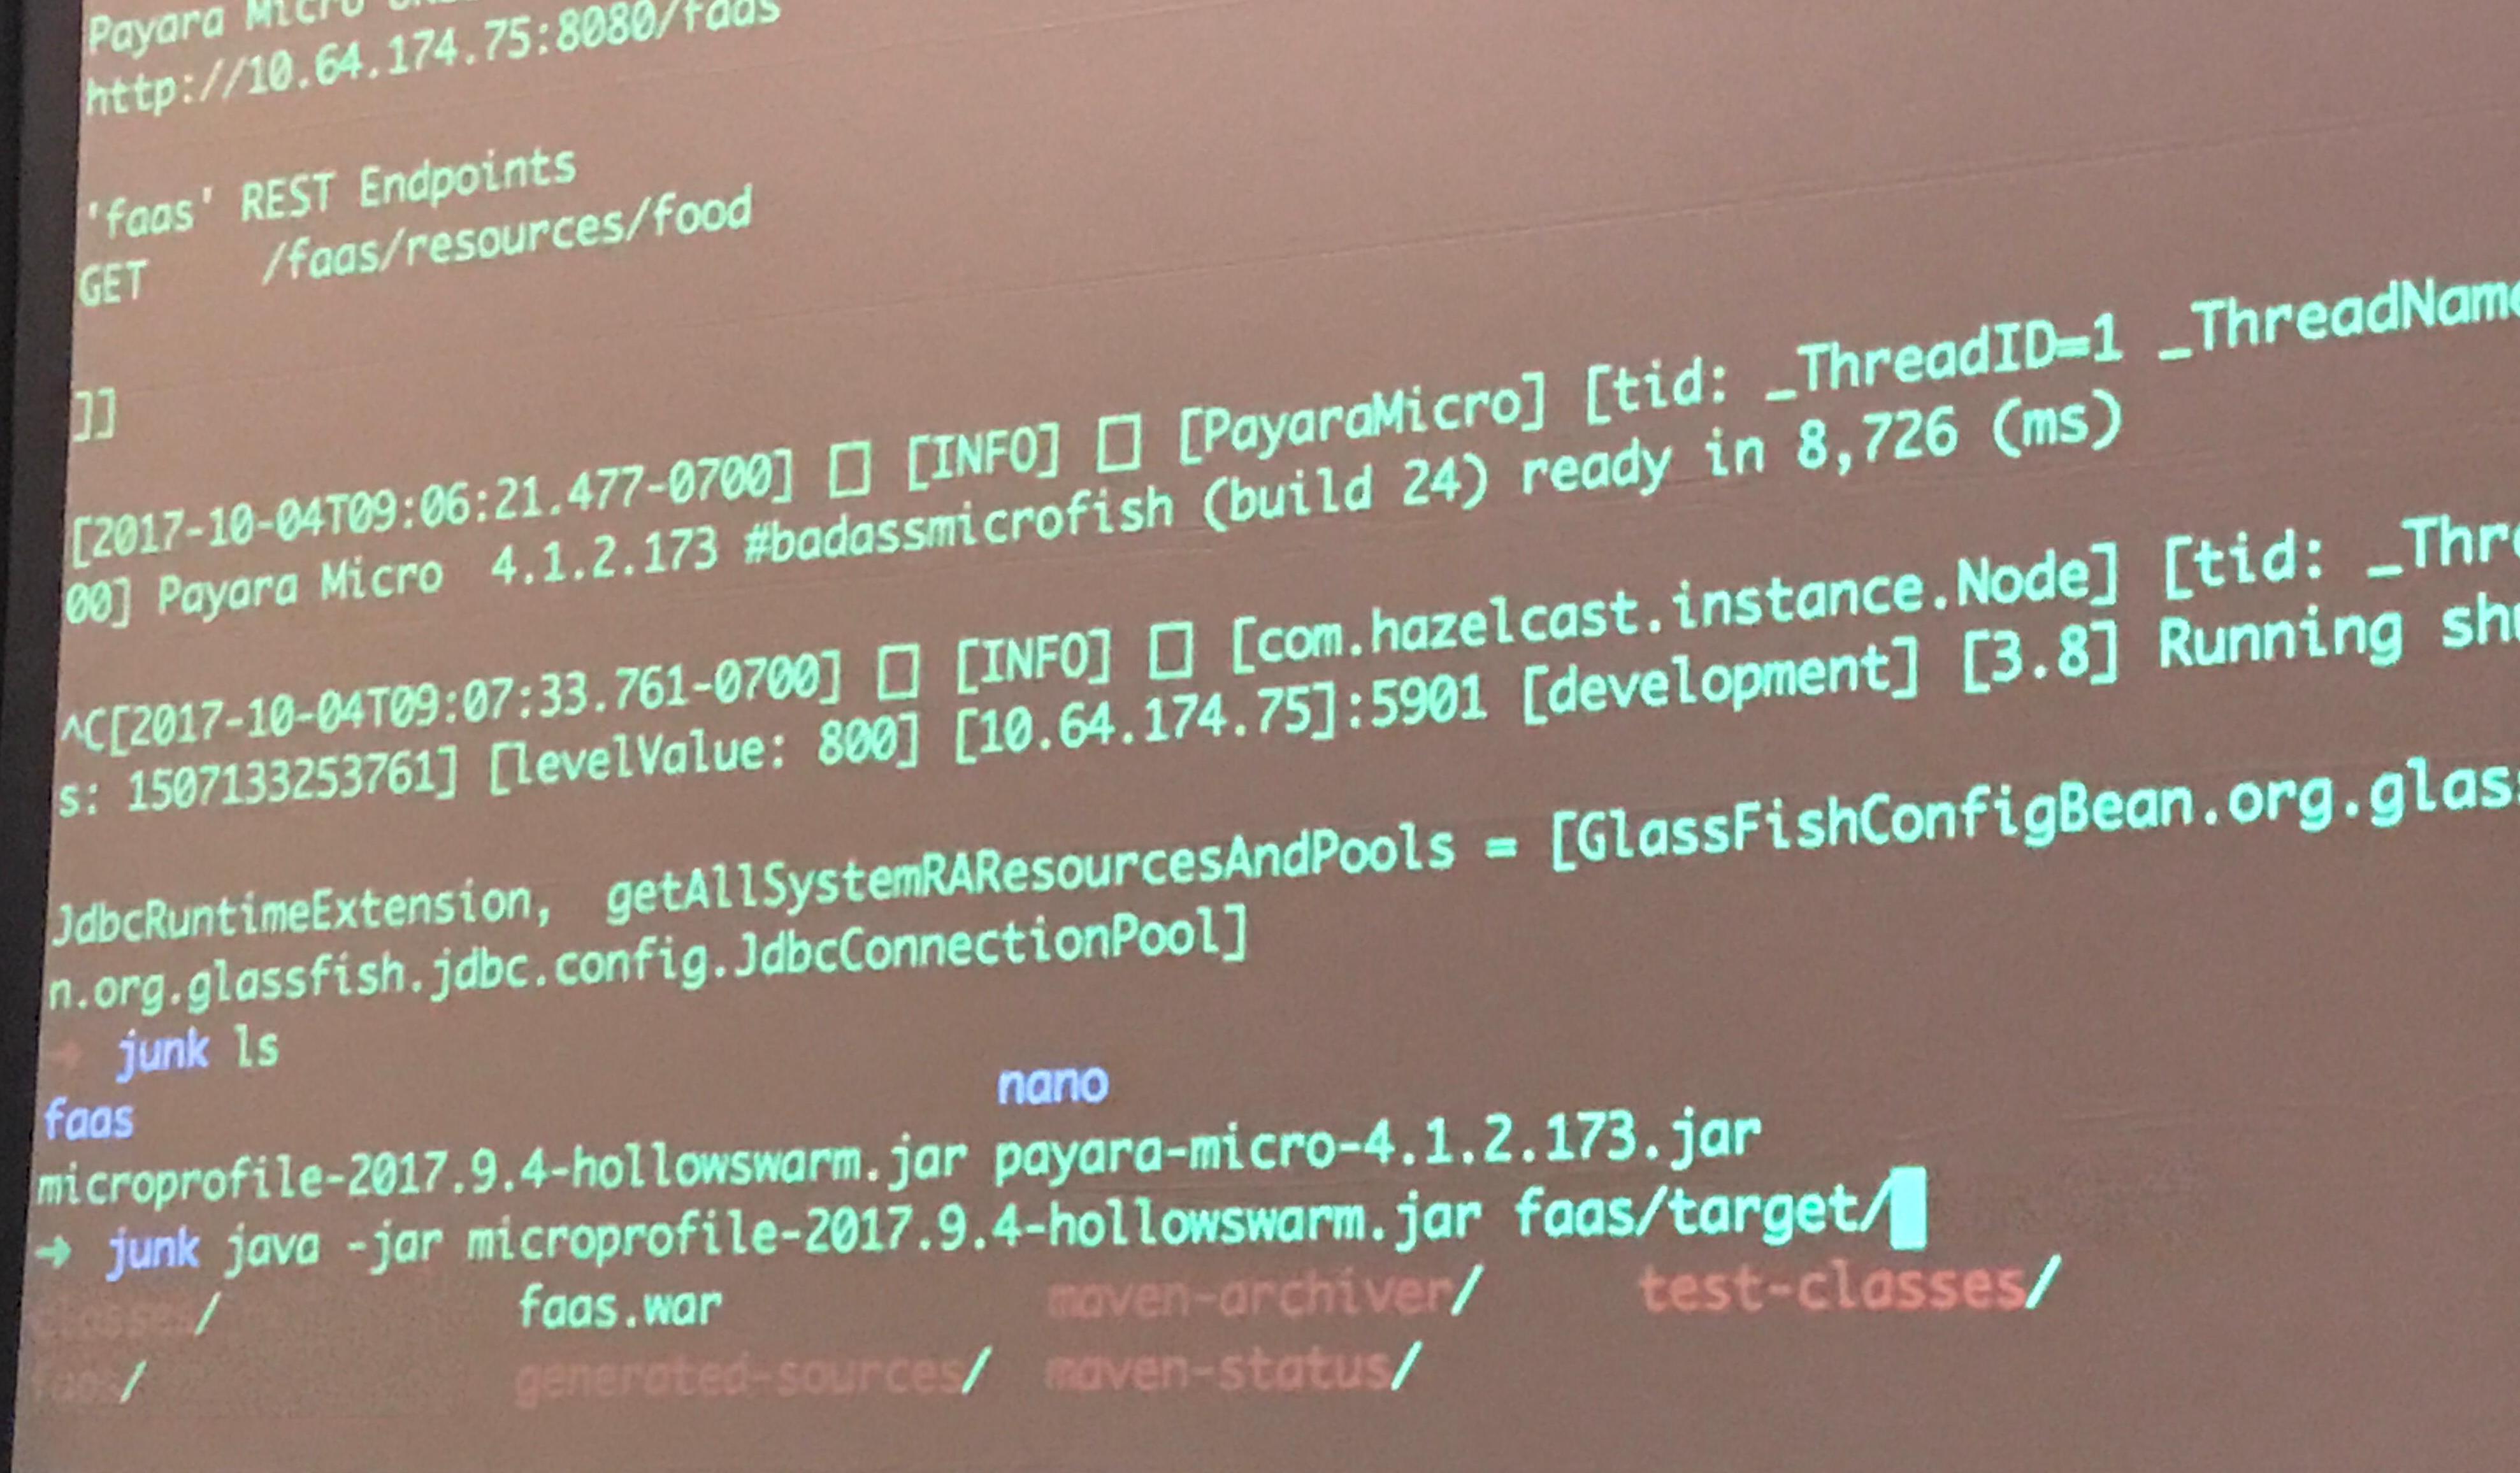 Payara Micro
http://10.64.174.75:8080/faas
'faas' REST Endpoints
GET /faas/resources/food
]]
[2017-10-04T09:06:21.477-0700] □ [INFO] □ [PayaraMicro] [tid: _ThreadID=1 _ThreadName
00] Payara Micro 4.1.2.173 #badassmicrofish (build 24) ready in 8,726 (ms)
^C[2017-10-04T09:07:33.761-0700] □ [INFO] □ [com.hazelcast.instance.Node] [tid: _Thre
s: 1507133253761] [levelValue: 800] [10.64.174.75]:5901 [development] [3.8] Running
JdbcRuntimeExtension, getAllSystemRAResourcesAndPools = [GlassFishConfigBean.org.glas
n.org.glassfish.jdbc.config.JdbcConnectionPool]
➜ junk ls
faas nano
microprofile-2017.9.4-hollowswarm.jar payara-micro-4.1.2.173.jar
➜ junk java -jar microprofile-2017.9.4-hollowswarm.jar faas/target/
classes/ faas.war maven-archiver/ test-classes/
faas/ generated-sources/ maven-status/